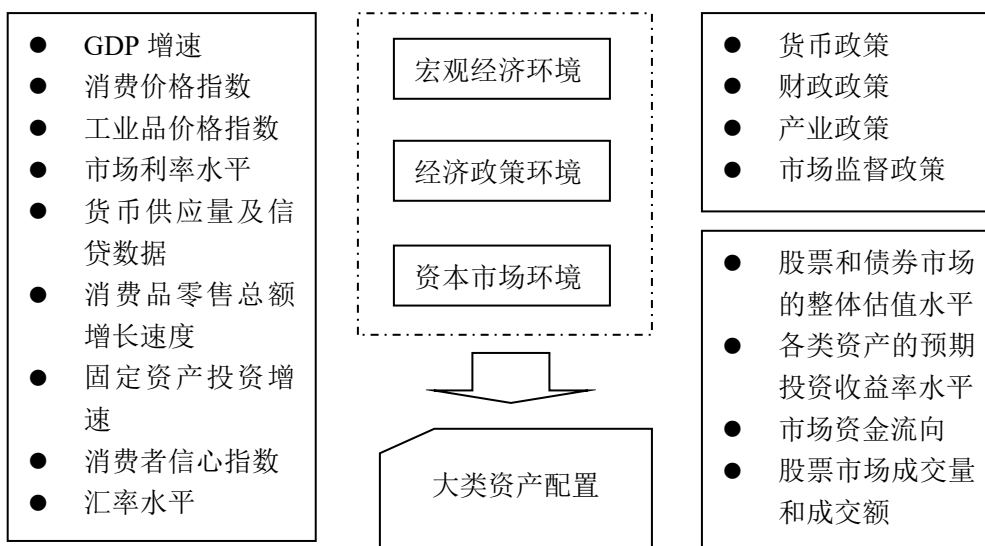 ● GDP 增速
● 消费价格指数
● 工业品价格指数
● 市场利率水平
● 货币供应量及信
贷数据
● 消费品零售总额
增长速度
● 固定资产投资增
速
● 消费者信心指数
● 汇率水平
宏观经济环境
经济政策环境
资本市场环境
大类资产配置
● 货币政策
● 财政政策
● 产业政策
● 市场监督政策
● 股票和债券市场
的整体估值水平
● 各类资产的预期
投资收益率水平
● 市场资金流向
● 股票市场成交量
和成交额